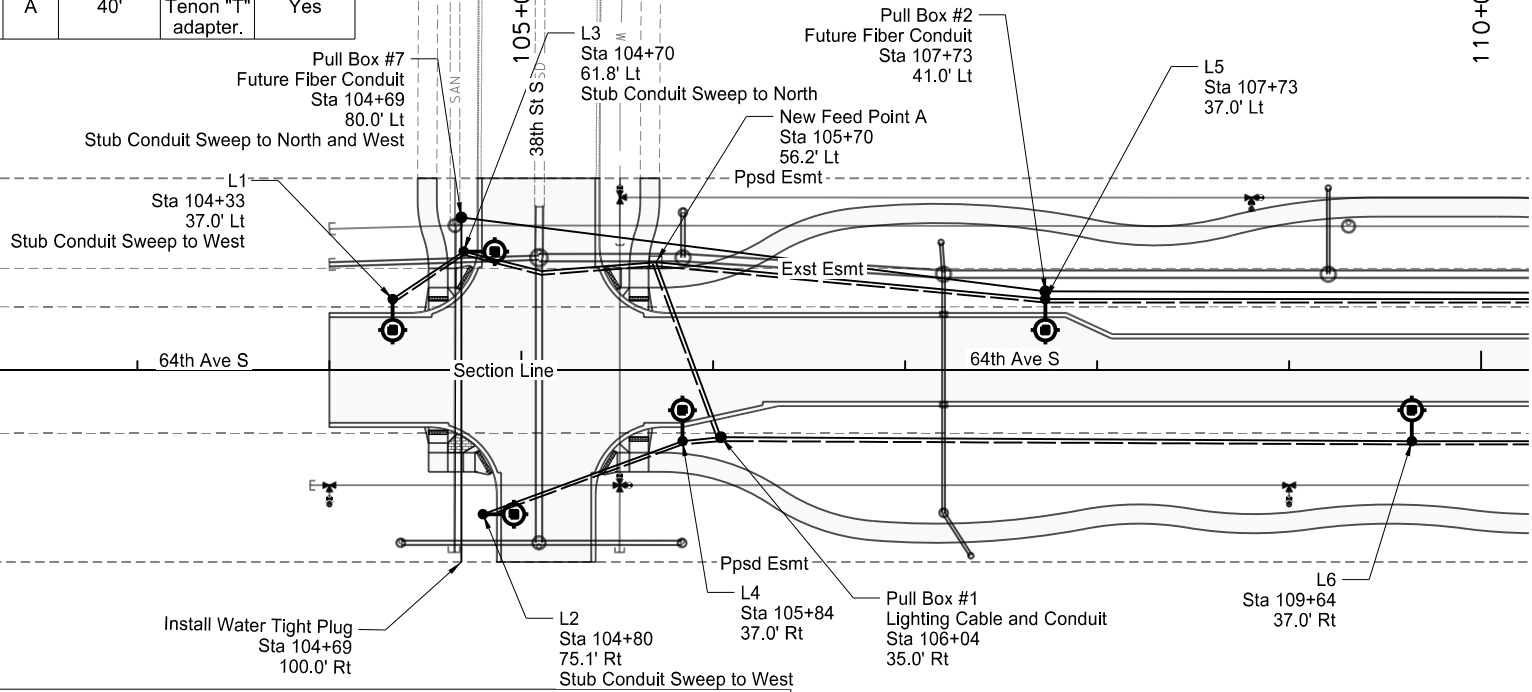 A
40'
Tenon "T"
adapter.
Yes
105+0
110+0
Pull Box #7
Future Fiber Conduit
Sta 104+69
80.0' Lt
Stub Conduit Sweep to North and West
L3
Sta 104+70
61.8' Lt
Stub Conduit Sweep to North
Pull Box #2
Future Fiber Conduit
Sta 107+73
41.0' Lt
L5
Sta 107+73
37.0' Lt
New Feed Point A
Sta 105+70
56.2' Lt
Ppsd Esmt
L1
Sta 104+33
37.0' Lt
Stub Conduit Sweep to West
SAN
38th St S
SD
W
Exst Esmt
64th Ave S
Section Line
64th Ave S
Ppsd Esmt
Install Water Tight Plug
Sta 104+69
100.0' Rt
L2
Sta 104+80
75.1' Rt
Stub Conduit Sweep to West
L4
Sta 105+84
37.0' Rt
Pull Box #1
Lighting Cable and Conduit
Sta 106+04
35.0' Rt
L6
Sta 109+64
37.0' Rt